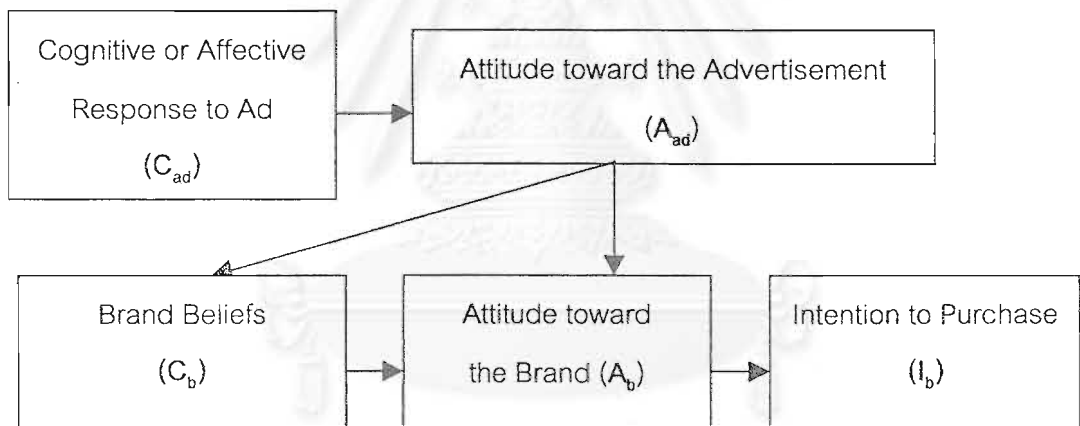 Cognitive or Affective
Response to Ad
(C_ad)
Attitude toward the Advertisement
(A_ad)
Brand Beliefs
(C_b)
Attitude toward
the Brand (A_b)
Intention to Purchase
(I_b)